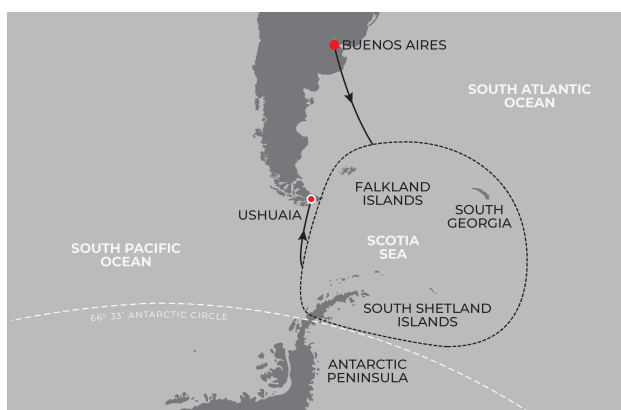 BUENOS AIRES
SOUTH ATLANTIC
OCEAN
FALKLAND
ISLANDS
SOUTH
GEORGIA
USHUAIA
SCOTIA
SEA
SOUTH PACIFIC
OCEAN
SOUTH SHETLAND
ISLANDS
66° 33' ANTARCTIC CIRCLE
ANTARCTIC
PENINSULA